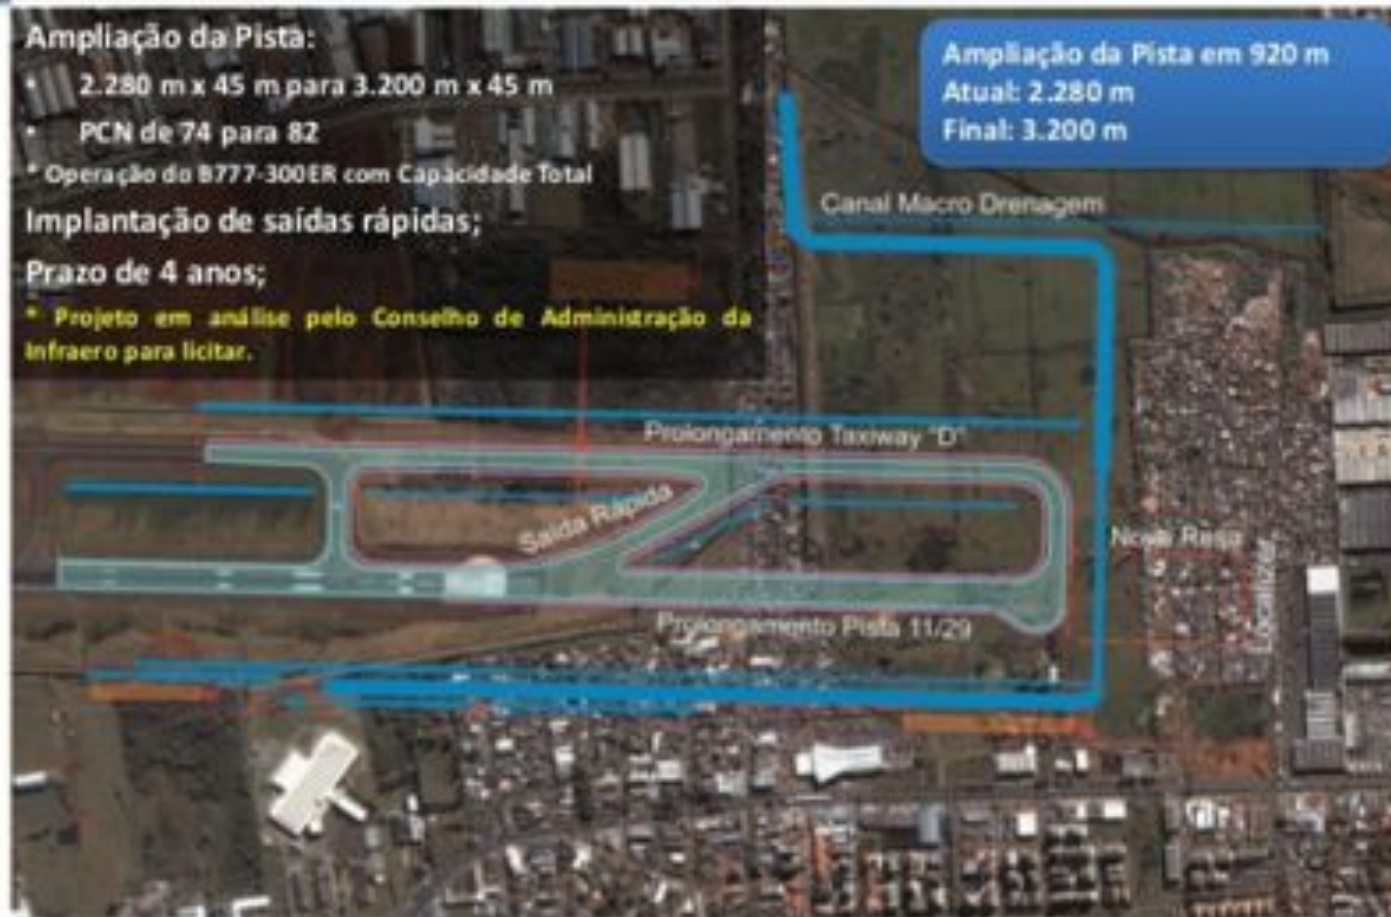 Ampliação da Pista:
• 2.280 m x 45 m para 3.200 m x 45 m
• PCN de 74 para 82
* Operação do B777-300ER com Capacidade Total
Implantação de saídas rápidas;
Prazo de 4 anos;
* Projeto em análise pelo Conselho de Administração da
Infraero para licitar.
Ampliação da Pista em 920 m
Atual: 2.280 m
Final: 3.200 m
Canal Macro Drenagem
Prolongamento Taxiway "D"
Saída Rápida
Nova Resa
Localizer
Prolongamento Pista 11/29